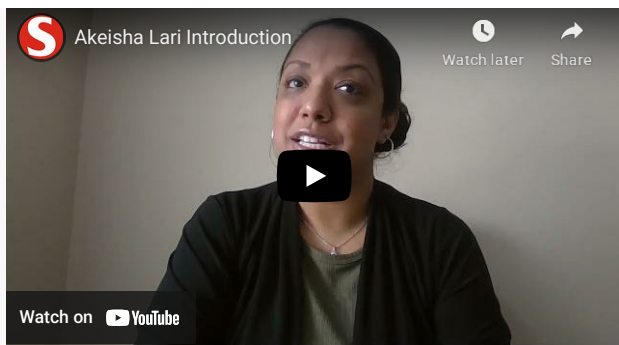 S
Akeisha Lari Introduction
Watch later
Share
Watch on YouTube